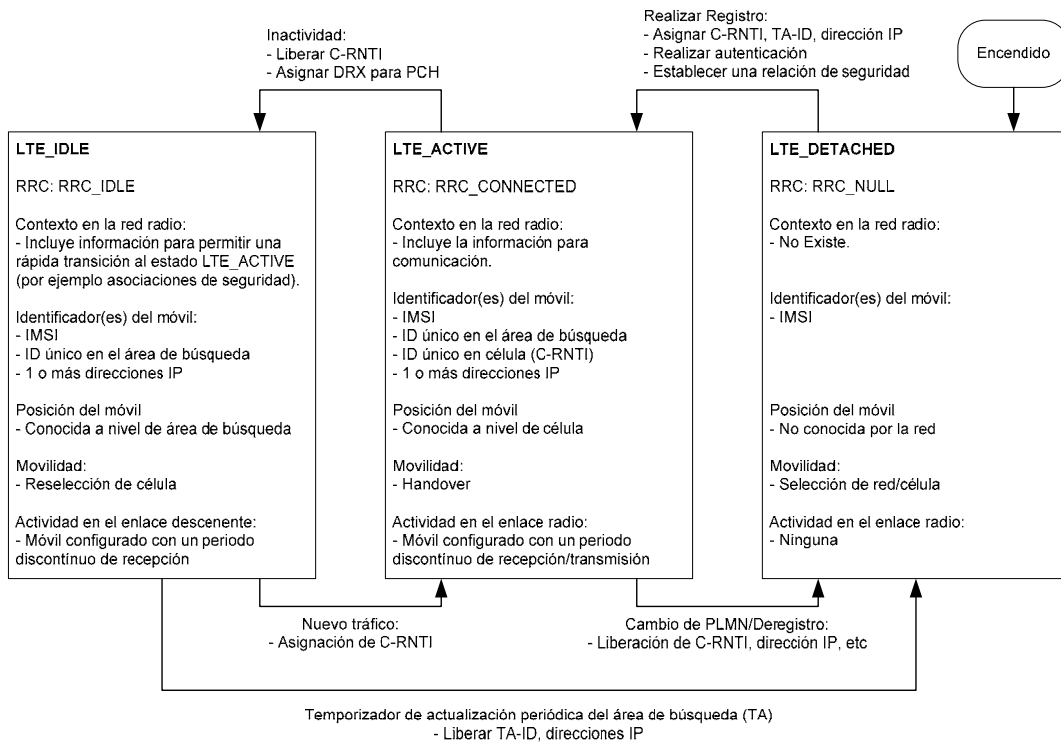 Inactividad:
- Liberar C-RNTI
- Asignar DRX para PCH
Realizar Registro:
- Asignar C-RNTI, TA-ID, dirección IP
- Realizar autenticación
- Establecer una relación de seguridad
Encendido
LTE_IDLE
RRC: RRC_IDLE
Contexto en la red radio:
- Incluye información para permitir una
rápida transición al estado LTE_ACTIVE
(por ejemplo asociaciones de seguridad).
Identificador(es) del móvil:
- IMSI
- ID único en el área de búsqueda
- 1 o más direcciones IP
Posición del móvil
- Conocida a nivel de área de búsqueda
Movilidad:
- Reselección de célula
Actividad en el enlace descenente:
- Móvil configurado con un periodo
discontínuo de recepción
LTE_ACTIVE
RRC: RRC_CONNECTED
Contexto en la red radio:
- Incluye la información para
comunicación.
Identificador(es) del móvil:
- IMSI
- ID único en el área de búsqueda
- ID único en célula (C-RNTI)
- 1 o más direcciones IP
Posición del móvil
- Conocida a nivel de célula
Movilidad:
- Handover
Actividad en el enlace radio:
- Móvil configurado con un periodo
discontínuo de recepción/transmisión
LTE_DETACHED
RRC: RRC_NULL
Contexto en la red radio:
- No Existe.
Identificador(es) del móvil:
- IMSI
Posición del móvil
- No conocida por la red
Movilidad:
- Selección de red/célula
Actividad en el enlace radio:
- Ninguna
Nuevo tráfico:
- Asignación de C-RNTI
Cambio de PLMN/Deregistro:
- Liberación de C-RNTI, dirección IP, etc
Temporizador de actualización periódica del área de búsqueda (TA)
- Liberar TA-ID, direcciones IP